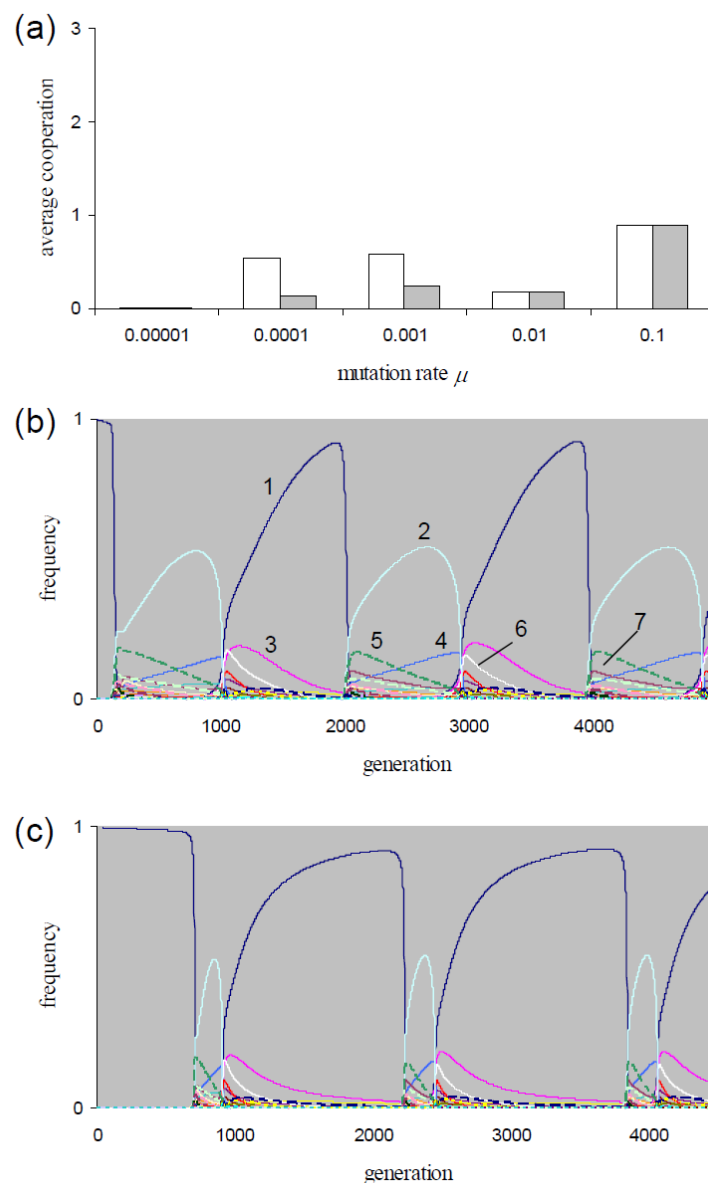 (a)
3
2
1
0
average cooperation
0.00001 0.0001 0.001 0.01 0.1
mutation rate μ
(b)
1
0
frequency
1
2
3
5
4
6
7
0 1000 2000 3000 4000
generation
(c)
1
0
frequency
0 1000 2000 3000 4000
generation